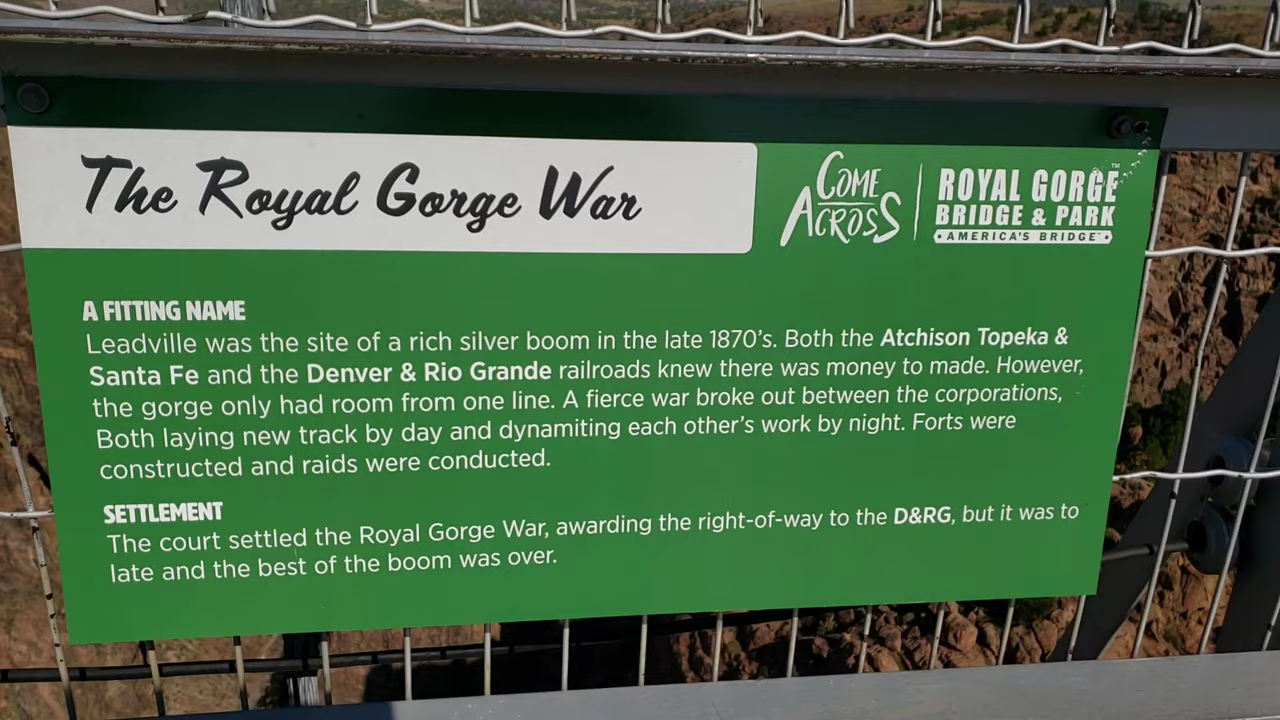 The Royal Gorge War
COME
ACROSS
ROYAL GORGE™
BRIDGE & PARK
• AMERICA'S BRIDGE™ •
A FITTING NAME
Leadville was the site of a rich silver boom in the late 1870's. Both the Atchison Topeka &
Santa Fe and the Denver & Rio Grande railroads knew there was money to made. However,
the gorge only had room from one line. A fierce war broke out between the corporations,
Both laying new track by day and dynamiting each other's work by night. Forts were
constructed and raids were conducted.
SETTLEMENT
The court settled the Royal Gorge War, awarding the right-of-way to the D&RG, but it was to
late and the best of the boom was over.